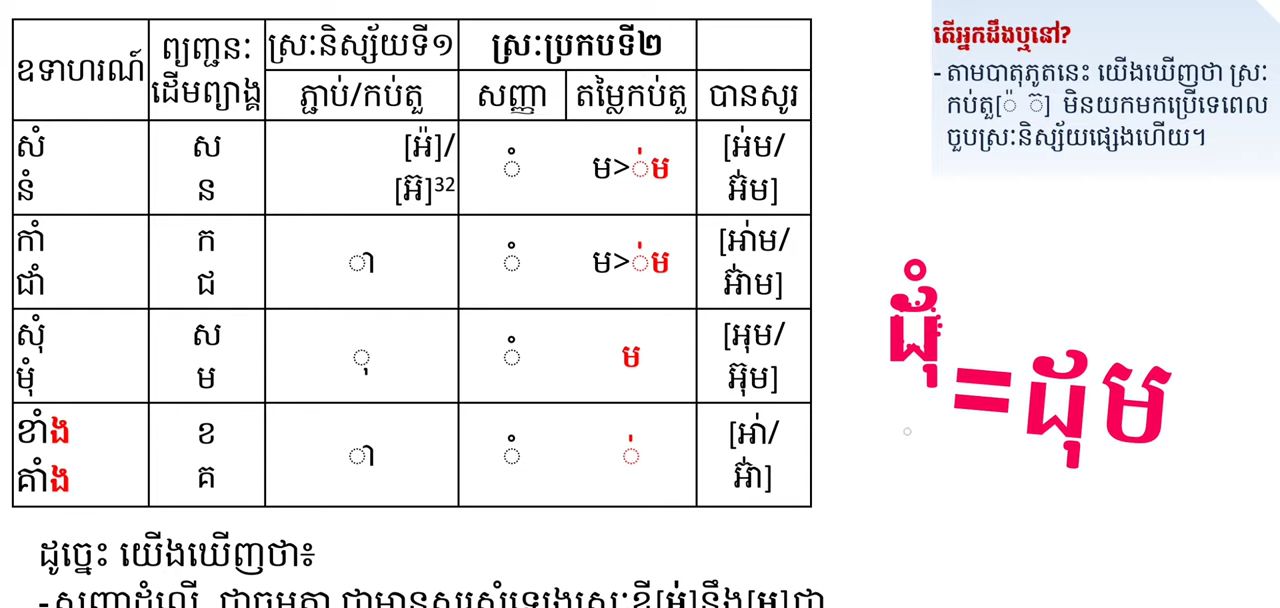 ឧទាហរណ៍ ព្យញ្ជនៈ ដើមព្យាង្គ ស្រៈនិស្ស័យទី១ ស្រៈប្រកបទី២
ភ្ជាប់/កប់តួ សញ្ញា តម្លៃកប់តួ បានសូរ
សំ ស [អ៉]/ ំ ម>់ម [អ់ម/
នំ ន [អ៊]32 អ៊់ម]
កាំ ក ា ំ ម>់ម [អា់ម/
ជាំ ជ អ៊ា់ម]
សុំ ស ុ ំ ម [អុម/
មុំ ម អ៊ុម]
ខាំង ខ ា ំ ់ [អា់/
គាំង គ អ៊ា់]
ដូច្នេះ យើងឃើញថា៖
តើអ្នកដឹងឬនៅ?
- តាមបាតុភូតនេះ យើងឃើញថា ស្រៈ
កប់តួ[៉ ៊] មិនយកមកប្រើទេពេល
ចួបស្រៈនិស្ស័យផ្សេងហើយ។
ដុំ
=ដុម